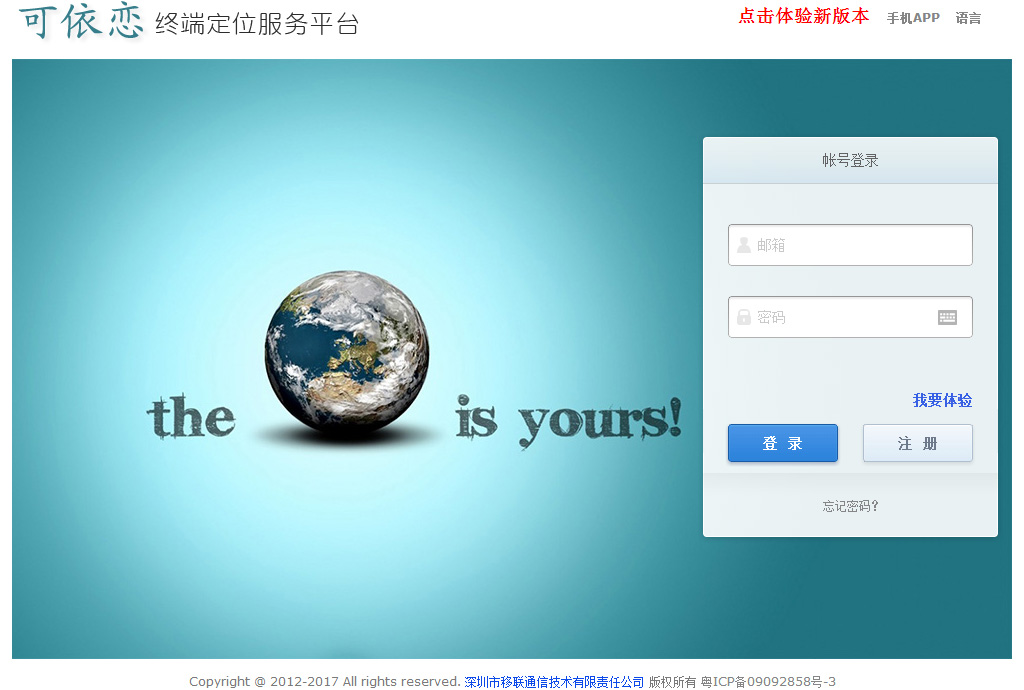 可依恋 终端定位服务平台
点击体验新版本 手机APP 语言
帐号登录
邮箱
密码
the is yours!
我要体验
登 录 注 册
忘记密码?
Copyright @ 2012-2017 All rights reserved. 深圳市移联通信技术有限责任公司 版权所有 粤ICP备09092858号-3